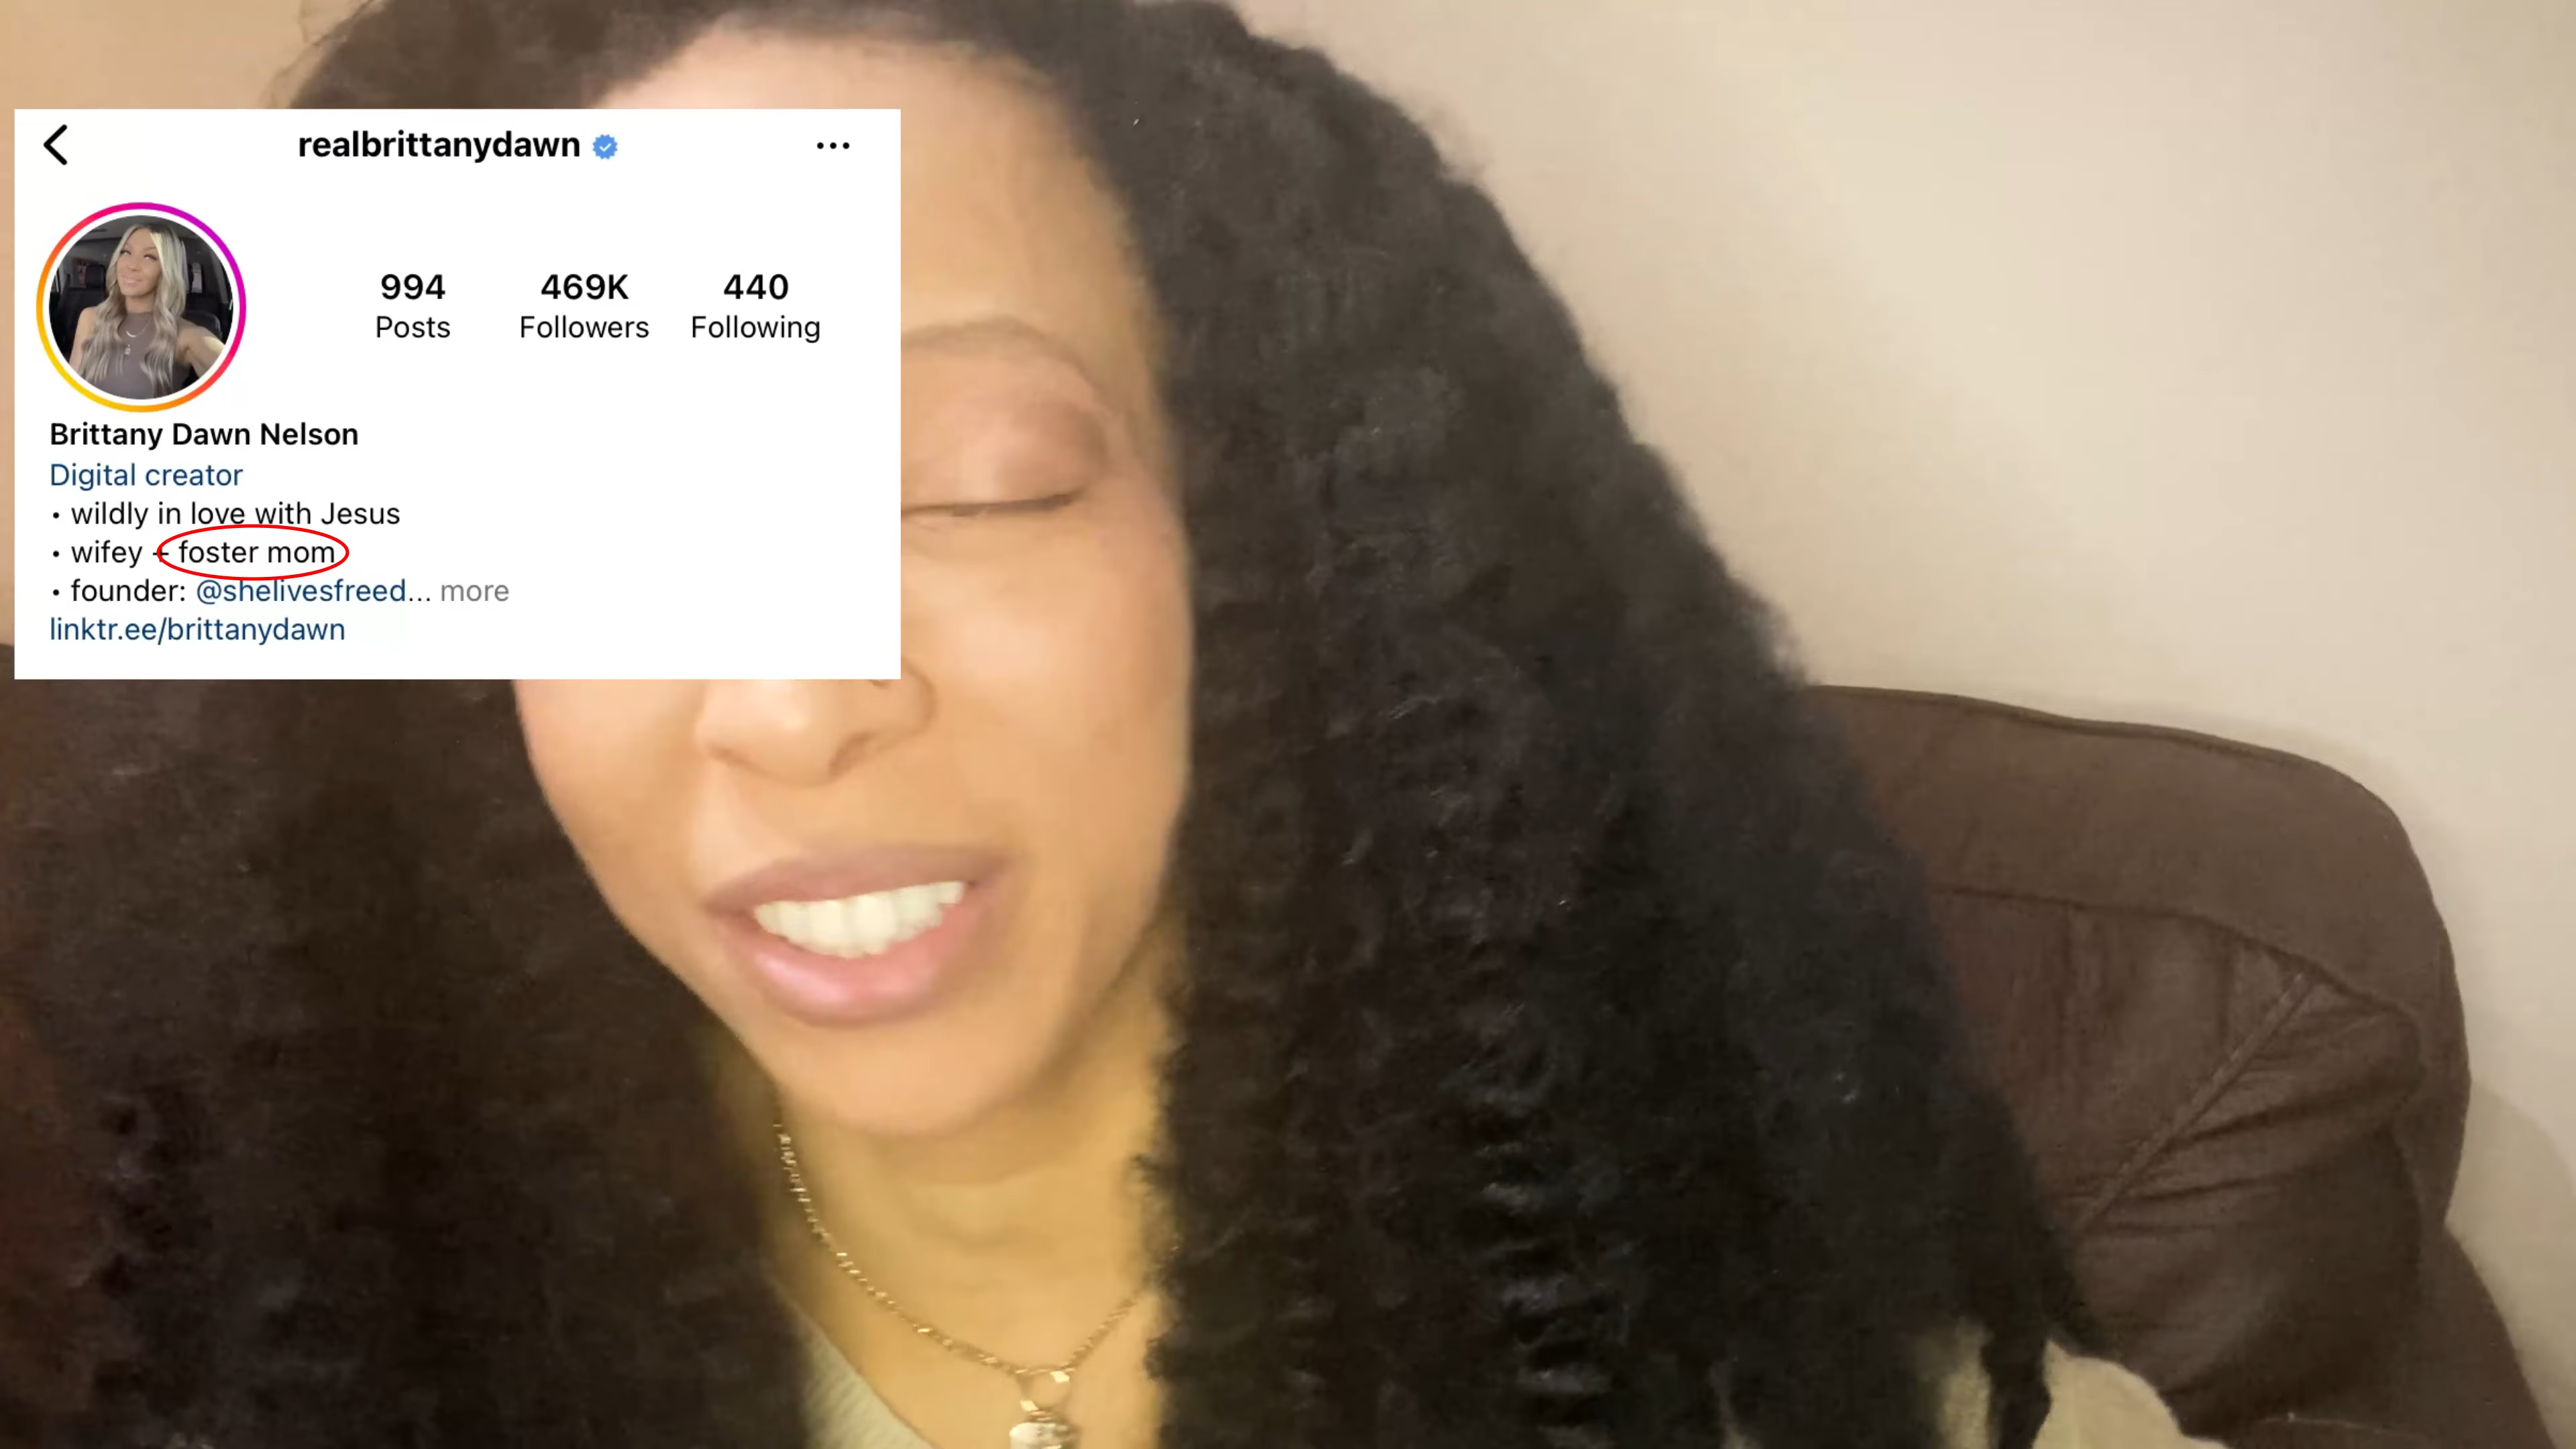 realbrittanydawn
994 469K 440
Posts Followers Following
Brittany Dawn Nelson
Digital creator
• wildly in love with Jesus
• wifey + foster mom
• founder: @shelivesfreed... more
linktr.ee/brittanydawn